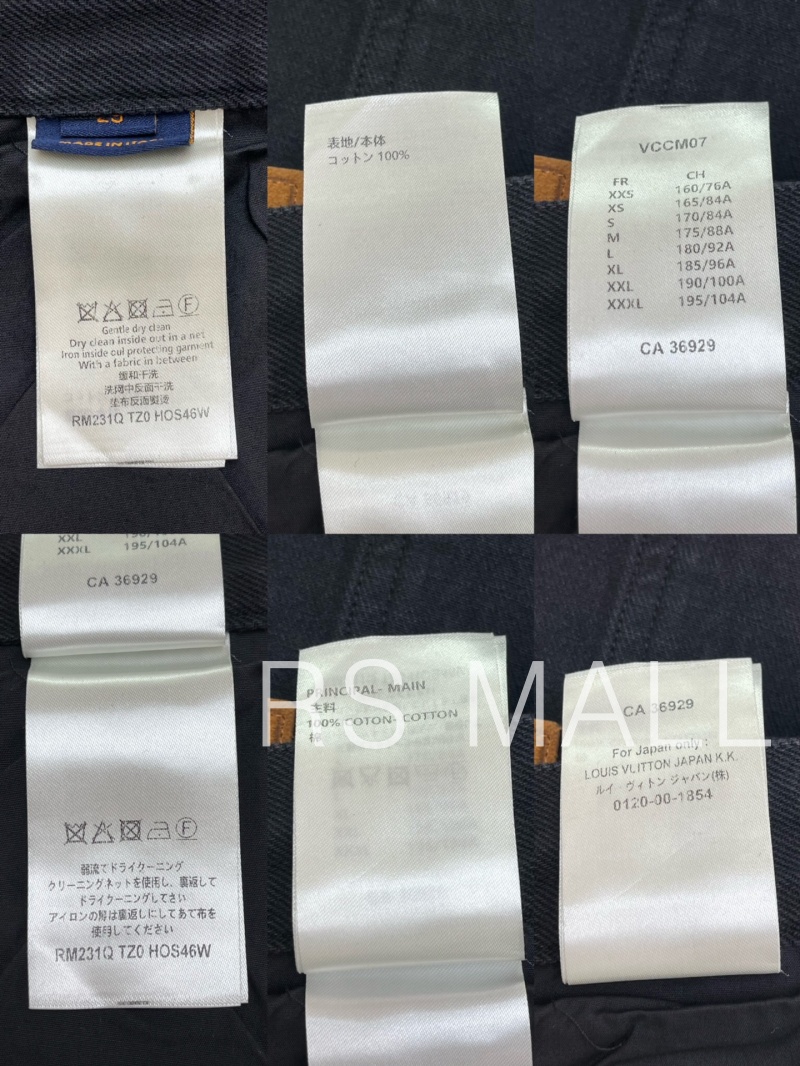 MADE IN
Gentle dry clean
Dry clean inside out in a net
Iron inside oul protecting garment
With a fabric in between
缓和干洗
洗网中反面干洗
垫布反面熨烫
RM231Q TZ0 HOS46W
表地/本体
コットン 100%
VCCM07
FR CH
XXS 160/76A
XS 165/84A
S 170/84A
M 175/88A
L 180/92A
XL 185/96A
XXL 190/100A
XXXL 195/104A
CA 36929
XXL
XXXL 195/104A
CA 36929
弱流でドライクーニング
クリーニングネットを使用し、裏返して
ドライクーニングしてさい
アイロンの際は裏返しにしてあて布を
使用してください
RM231Q TZ0 HOS46W
PRINCIPAL- MAIN
主料
100% COTON- COTTON
棉
CA 36929
For Japan only :
LOUIS VLITTON JAPAN K.K.
ルイ・ヴィトン ジャパン(株)
0120-00-1854
RS MALL